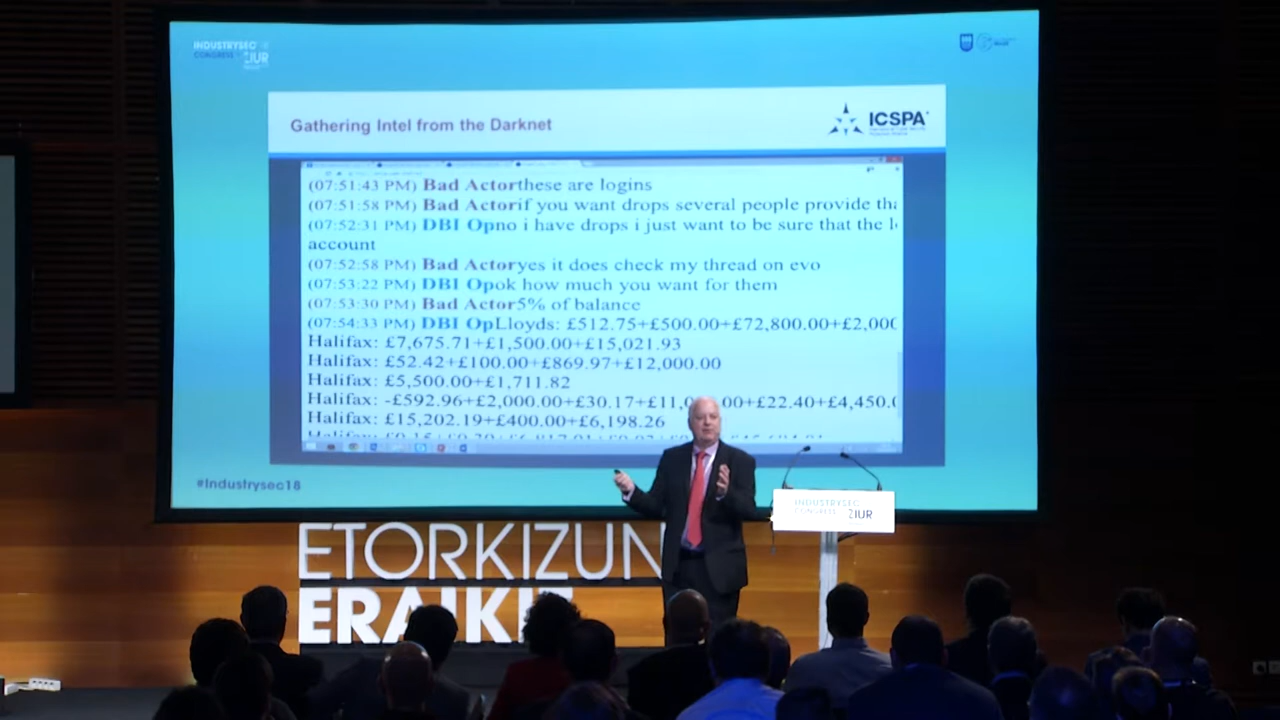 INDUSTRYSEC
CONGRESS
ZIUR
Gathering Intel from the Darknet
ICSPA
(07:51:43 PM) Bad Actorthese are logins
(07:51:58 PM) Bad Actorif you want drops several people provide tha
(07:52:31 PM) DBI Opno i have drops i just want to be sure that the l
account
(07:52:58 PM) Bad Actoryes it does check my thread on evo
(07:53:22 PM) DBI Opok how much you want for them
(07:53:30 PM) Bad Actor5% of balance
(07:54:33 PM) DBI OpLloyds: £512.75+£500.00+£72,800.00+£2,000
Halifax: £7,675.71+£1,500.00+£15,021.93
Halifax: £52.42+£100.00+£869.97+£12,000.00
Halifax: £5,500.00+£1,711.82
Halifax: -£592.96+£2,000.00+£30.17+£11,0 00+£22.40+£4,450.0
Halifax: £15,202.19+£400.00+£6,198.26
#Industrysec18
INDUSTRYSEC
CONGRESS ZIUR
ETORKIZUN
ERAIKIZ